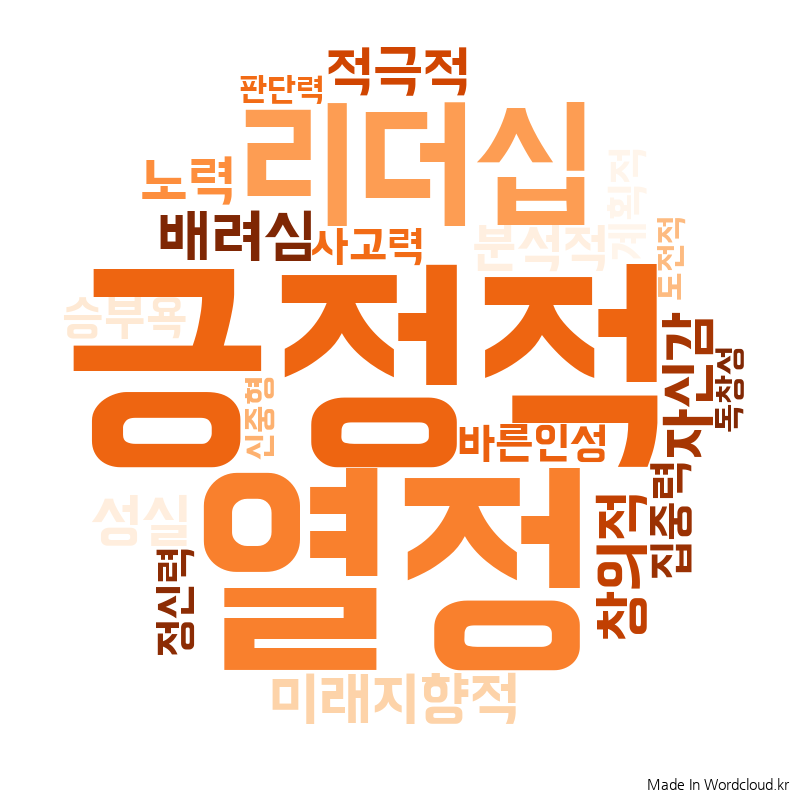 적극적
판단력
리더십
노력
계획적
배려심
사고력
분석적
도전적
긍정적
승부욕
자신감
독창성
신중형
바른인성
열정
집중력
성실
창의적
정신력
미래지향적
Made In Wordcloud.kr